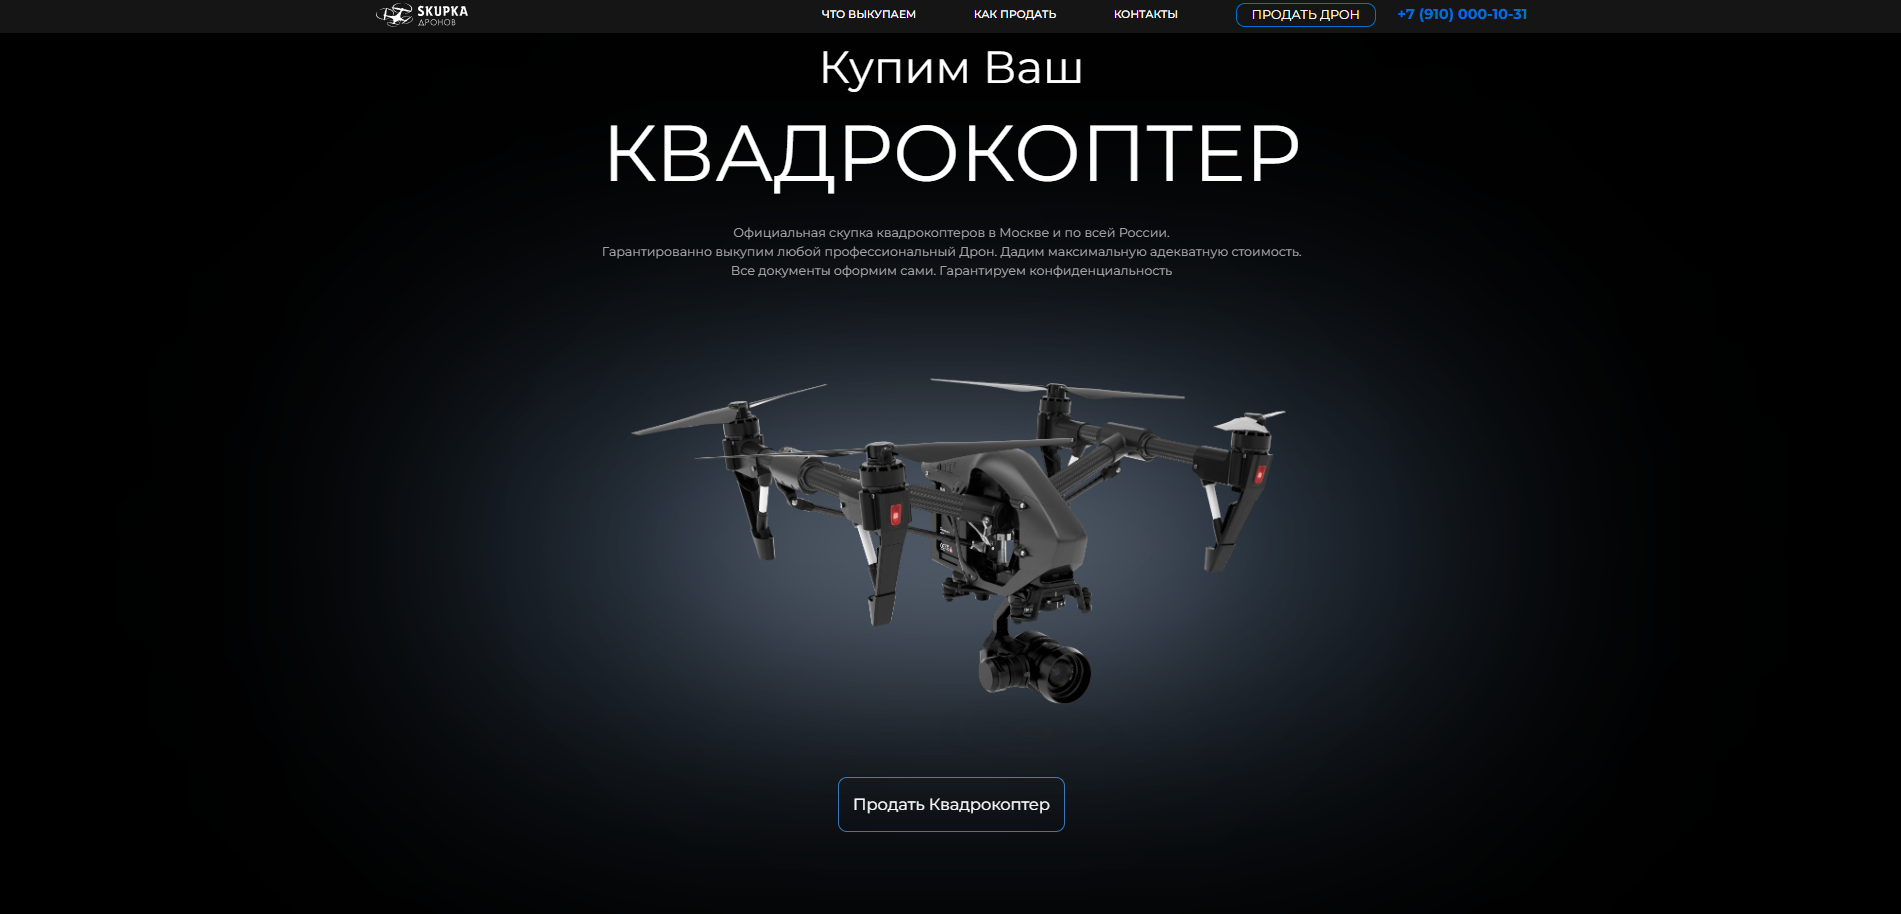 SKUPKA
ДРОНОВ
ЧТО ВЫКУПАЕМ
КАК ПРОДАТЬ
КОНТАКТЫ
ПРОДАТЬ ДРОН
+7 (910) 000-10-31
Купим Ваш
КВАДРОКОПТЕР
Официальная скупка квадрокоптеров в Москве и по всей России.
Гарантированно выкупим любой профессиональный Дрон. Дадим максимальную адекватную стоимость.
Все документы оформим сами. Гарантируем конфиденциальность
Продать Квадрокоптер